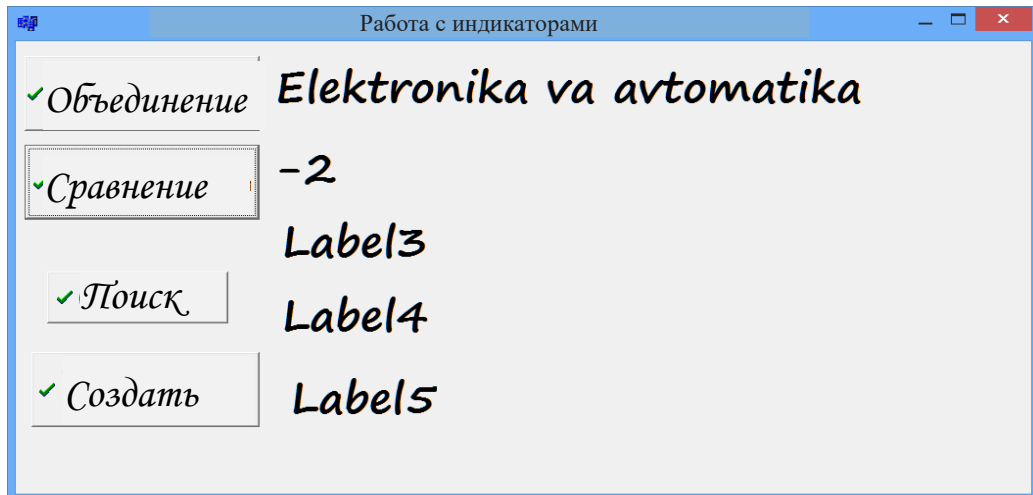 Работа с индикаторами
Объединение
Elektronika va avtomatika
Сравнение
-2
Label3
Поиск
Label4
Создать
Label5